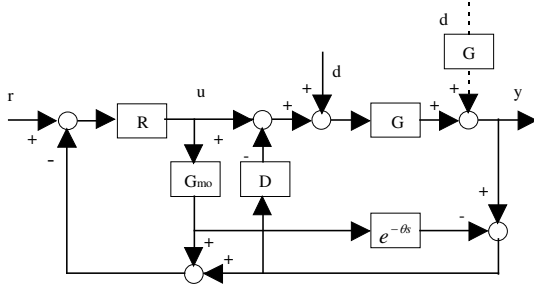 d
G
+
d
+
r
+
-
R
u
+
-
+
+
G
+
y
Gmo
D
+
-
e^{-θs}
+
+